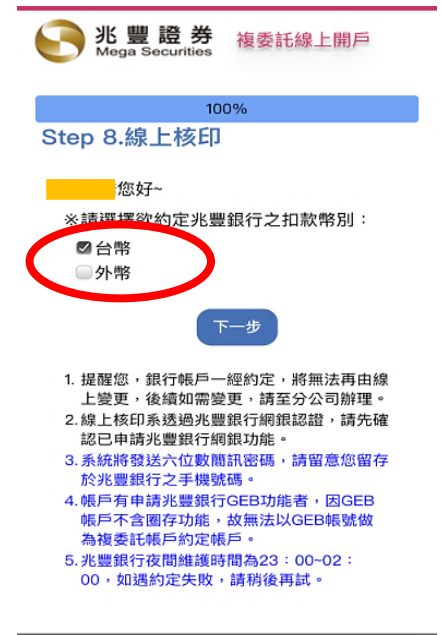 兆豐證券
Mega Securities
複委託線上開戶
100%
Step 8.線上核印
您好~
※請選擇欲約定兆豐銀行之扣款幣別：
台幣
外幣
下一步
1. 提醒您，銀行帳戶一經約定，將無法再由線
上變更，後續如需變更，請至分公司辦理。
2.線上核印系透過兆豐銀行網銀認證，請先確
認已申請兆豐銀行網銀功能。
3.系統將發送六位數簡訊密碼，請留意您留存
於兆豐銀行之手機號碼。
4.帳戶有申請兆豐銀行GEB功能者，因GEB
帳戶不含圈存功能，故無法以GEB帳號做
為複委託帳戶約定帳戶。
5.兆豐銀行夜間維護時間為23：00~02：
00，如遇約定失敗，請稍後再試。